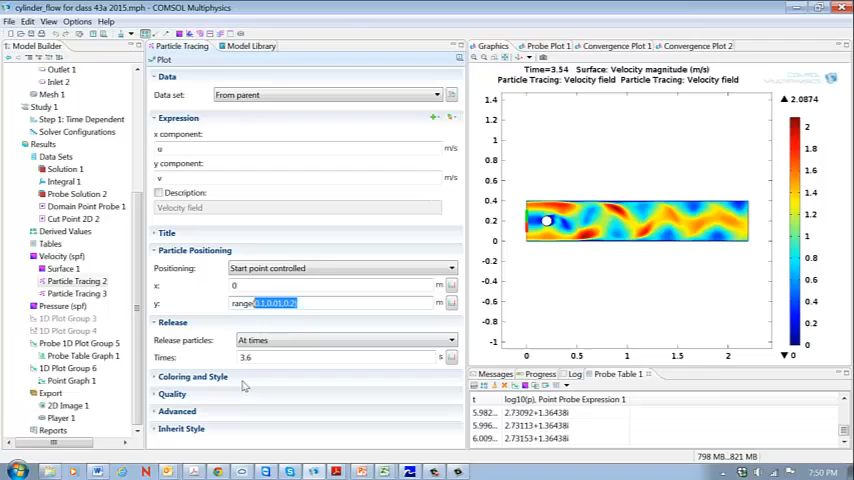 cylinder_flow for class 43a 2015.mph - COMSOL Multiphysics
File Edit View Options Help
Model Builder
Outlet 1
Inlet 2
Mesh 1
Study 1
Step 1: Time Dependent
Solver Configurations
Results
Data Sets
Solution 1
Integral 1
Probe Solution 2
Domain Point Probe 1
Cut Point 2D 2
Derived Values
Tables
Velocity (spf)
Surface 1
Particle Tracing 2
Particle Tracing 3
Pressure (spf)
1D Plot Group 3
1D Plot Group 4
Probe 1D Plot Group 5
Probe Table Graph 1
1D Plot Group 6
Point Graph 1
Export
2D Image 1
Player 1
Reports
Particle Tracing Model Library
Plot
Data
Data set: From parent
Expression
x component:
u m/s
y component:
v m/s
Description:
Velocity field
Title
Particle Positioning
Positioning: Start point controlled
x: 0 m
y: range(0.1,0.01,0.2) m
Release
Release particles: At times
Times: 3.6 s
Coloring and Style
Quality
Advanced
Inherit Style
Graphics Probe Plot 1 Convergence Plot 1 Convergence Plot 2
Time=3.54 Surface: Velocity magnitude (m/s)
Particle Tracing: Velocity field Particle Tracing: Velocity field
COMSOL
MULTIPHYSICS
1.4
1.2
1
0.8
0.6
0.4
0.2
0
-0.2
-0.4
-0.6
-0.8
-1
0 0.5 1 1.5 2
▲ 2.0874
2
1.8
1.6
1.4
1.2
1
0.8
0.6
0.4
0.2
0
▼ 0
Messages Progress Log Probe Table 1
t log10(p), Point Probe Expression 1
5.982... 2.73092+1.36438i
5.996... 2.73113+1.36438i
6.009... 2.73153+1.36438i
798 MB...821 MB
7:50 PM